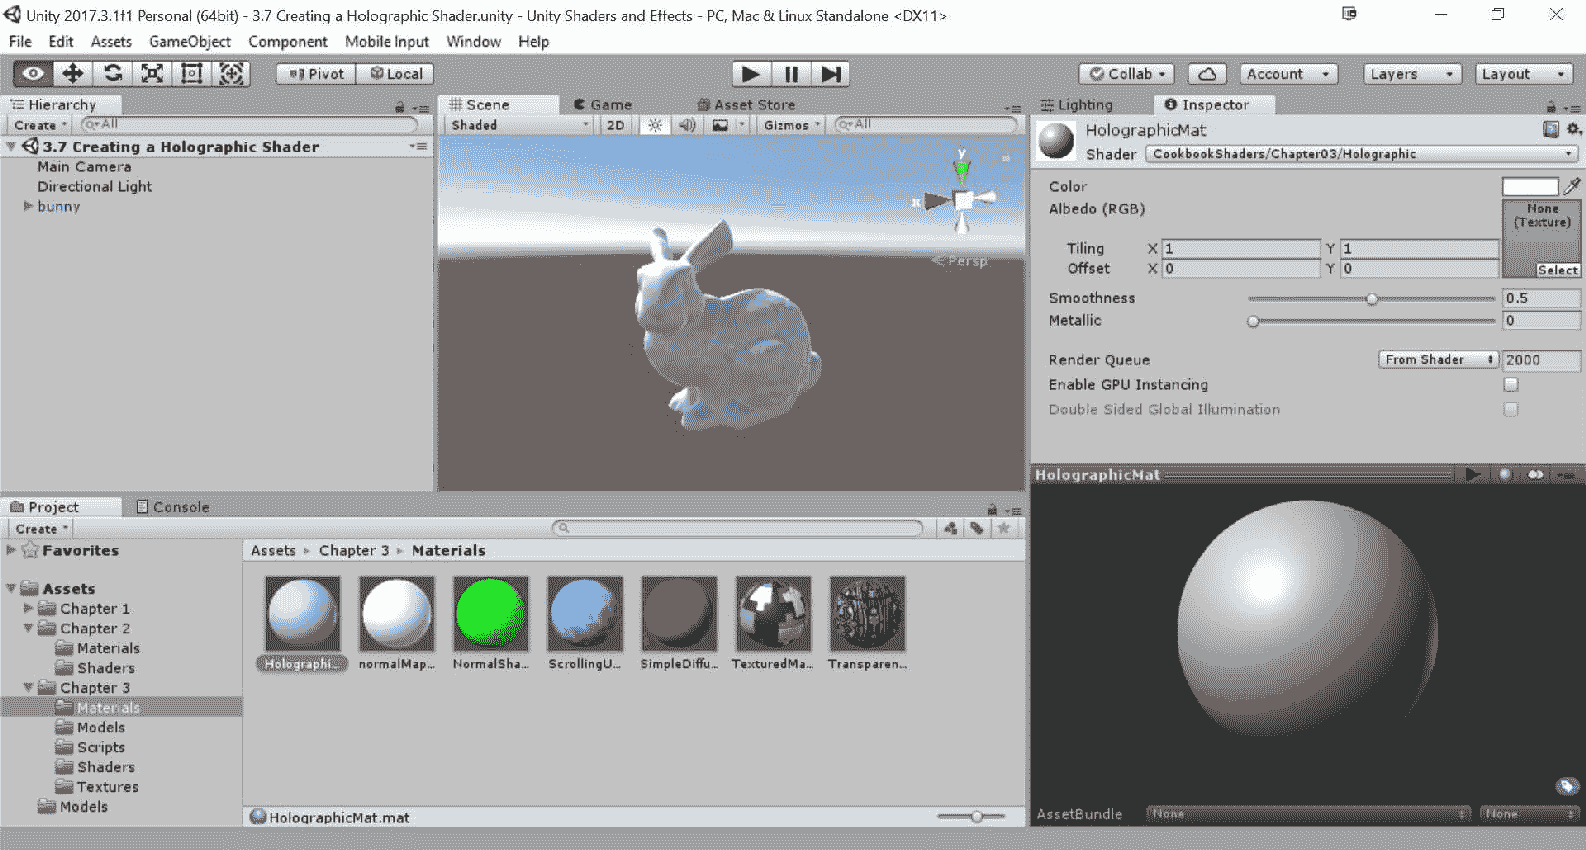 Unity 2017.3.1f1 Personal (64bit) - 3.7 Creating a Holographic Shader.unity - Unity Shaders and Effects - PC, Mac & Linux Standalone <DX11>
File Edit Assets GameObject Component Mobile Input Window Help
Pivot Local Collab Account Layers Layout
Hierarchy
Create All
3.7 Creating a Holographic Shader
Main Camera
Directional Light
bunny
Scene Game Asset Store
Shaded 2D Gizmos All
y
x
Persp
Lighting Inspector
HolographicMat
Shader CookbookShaders/Chapter03/Holographic
Color
Albedo (RGB)
None
(Texture)
Tiling X 1 Y 1
Offset X 0 Y 0
Select
Smoothness 0.5
Metallic 0
Render Queue From Shader 2000
Enable GPU Instancing
Double Sided Global Illumination
HolographicMat
AssetBundle None None
Project Console
Create
Favorites
Assets
Chapter 1
Chapter 2
Materials
Shaders
Chapter 3
Materials
Models
Scripts
Shaders
Textures
Models
Assets Chapter 3 Materials
Holographi... normalMap... NormalSha... ScrollingU... SimpleDiffu... TexturedMa... Transparen...
HolographicMat.mat